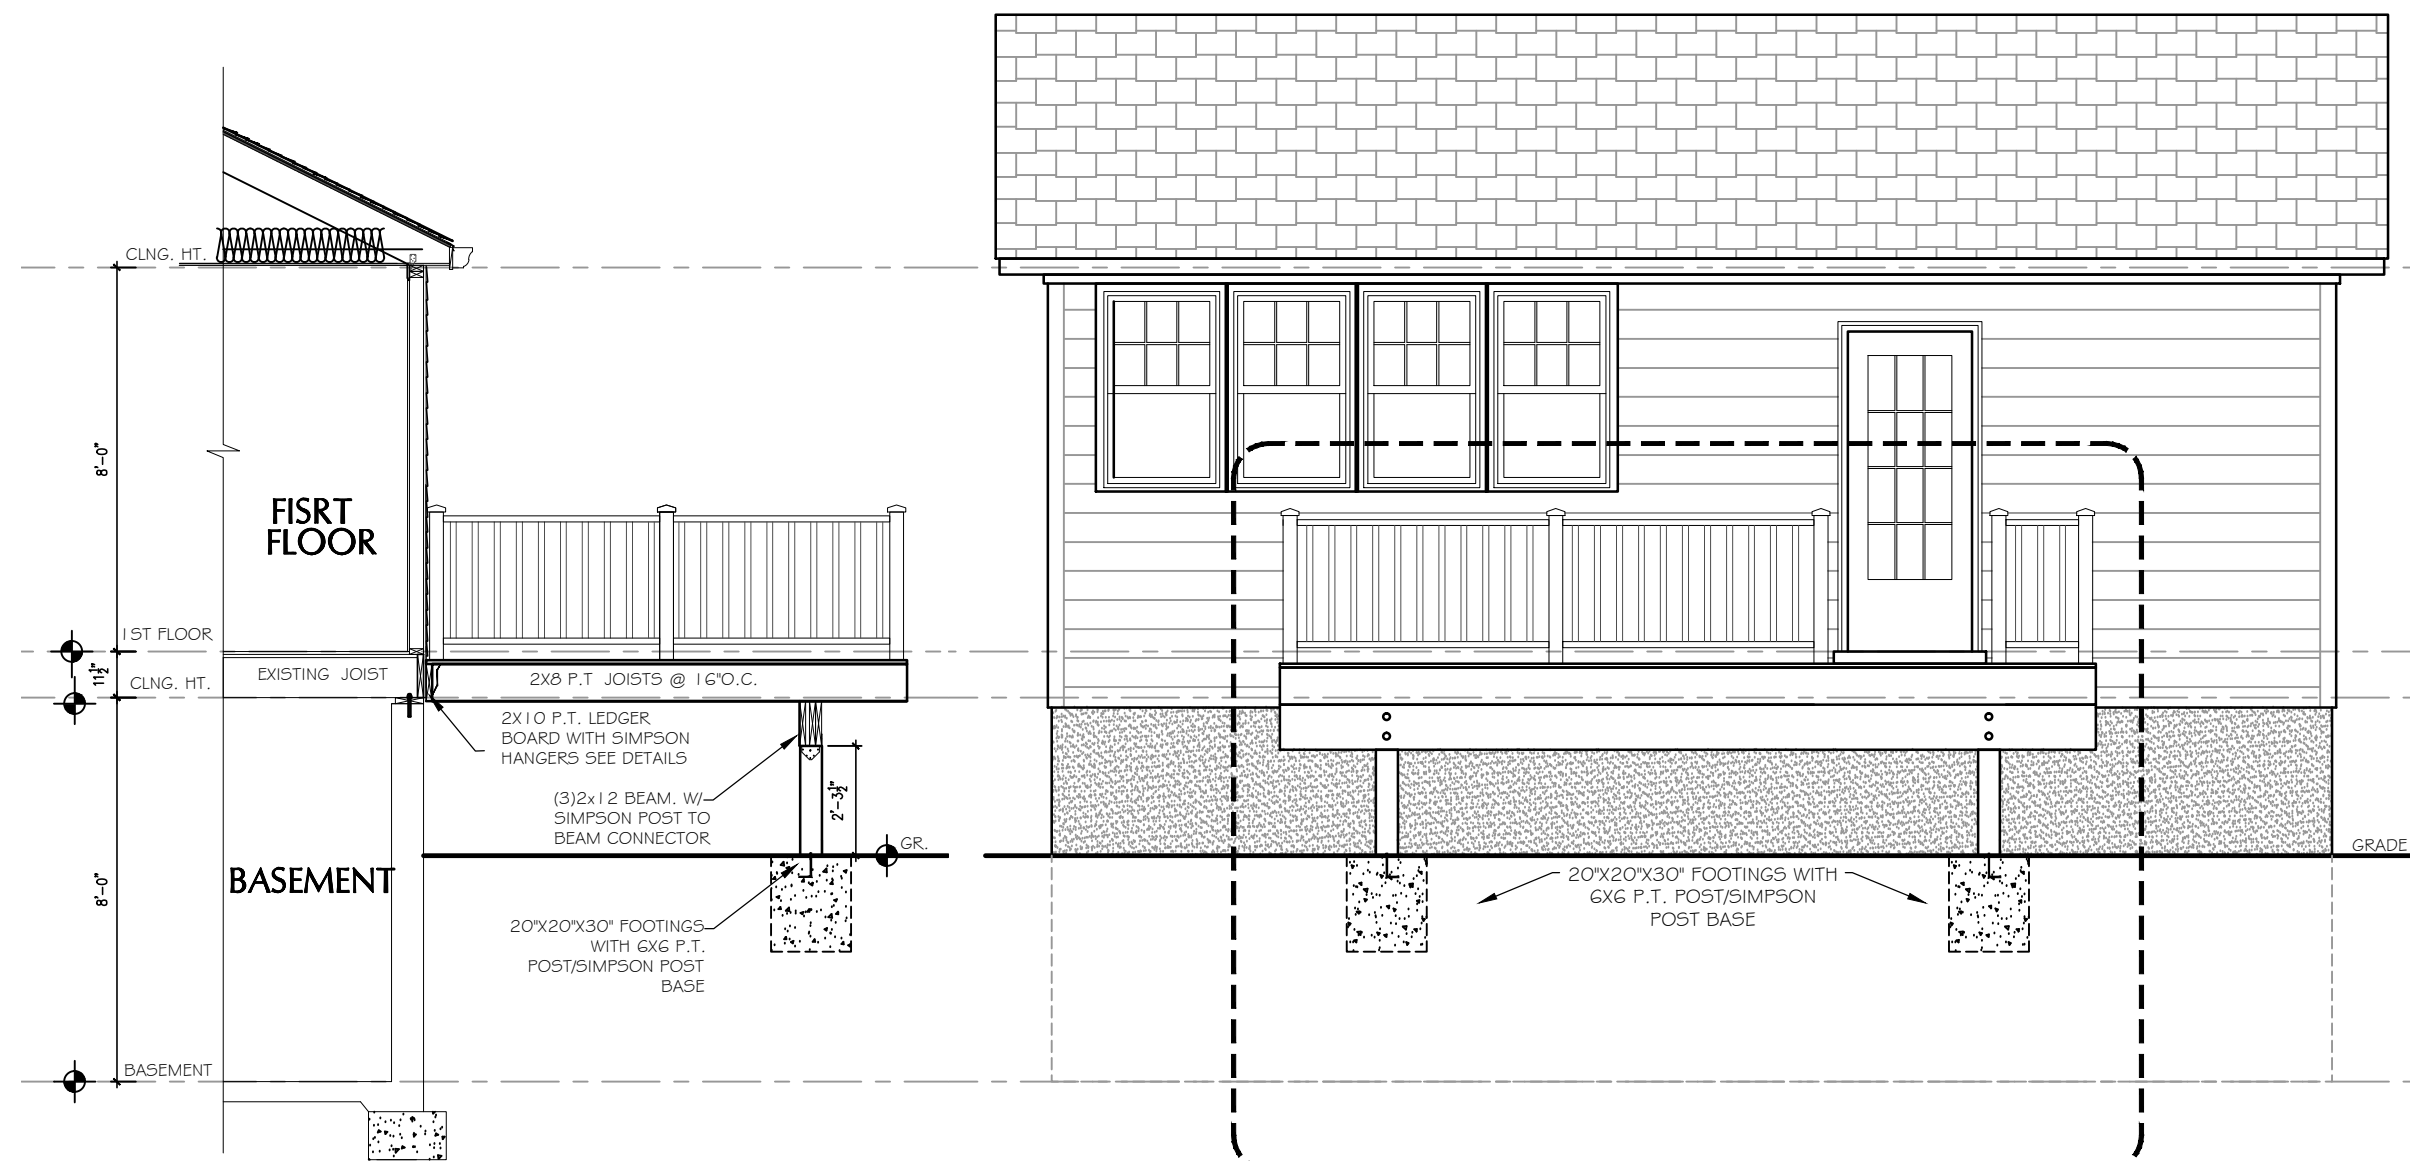 CLNG. HT.
8'-0"
FISRT
FLOOR
1ST FLOOR
11½"
EXISTING JOIST
CLNG. HT.
2X8 P.T JOISTS @ 16"O.C.
2X10 P.T. LEDGER
BOARD WITH SIMPSON
HANGERS SEE DETAILS
(3)2x12 BEAM. W/
SIMPSON POST TO
BEAM CONNECTOR
2'-3½"
GR.
BASEMENT
8'-0"
20"X20"X30" FOOTINGS
WITH 6X6 P.T.
POST/SIMPSON POST
BASE
BASEMENT
GRADE
20"X20"X30" FOOTINGS WITH
6X6 P.T. POST/SIMPSON
POST BASE